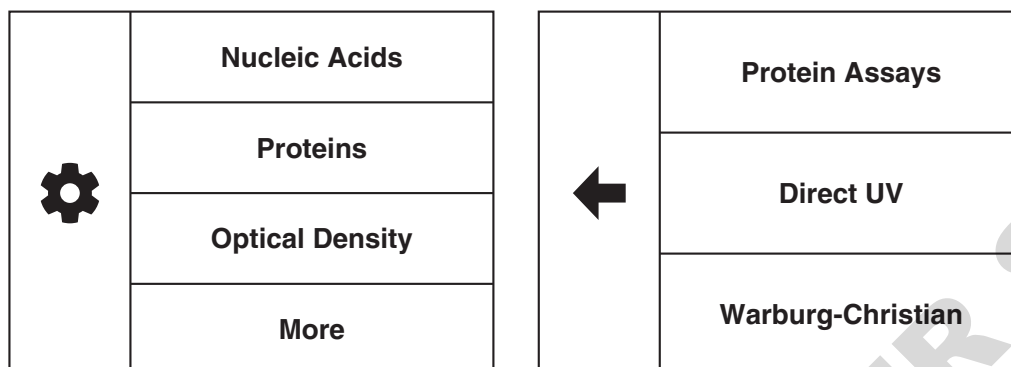 Nucleic Acids
Proteins
Optical Density
More
Protein Assays
Direct UV
Warburg-Christian